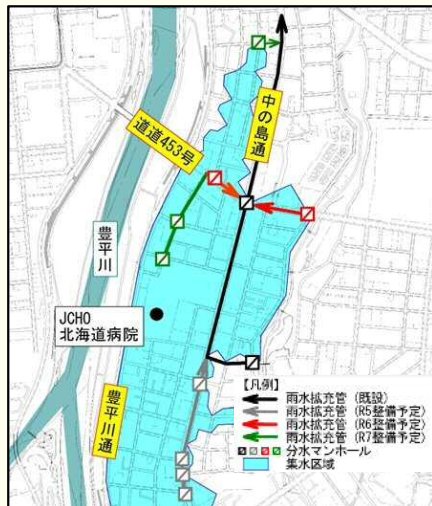 中の島通
道道453号
豊平川
JCHO
北海道病院
豊平川通
【凡例】
雨水拡充管 (既設)
雨水拡充管 (R5整備予定)
雨水拡充管 (R6整備予定)
雨水拡充管 (R7整備予定)
分水マンホール
集水区域